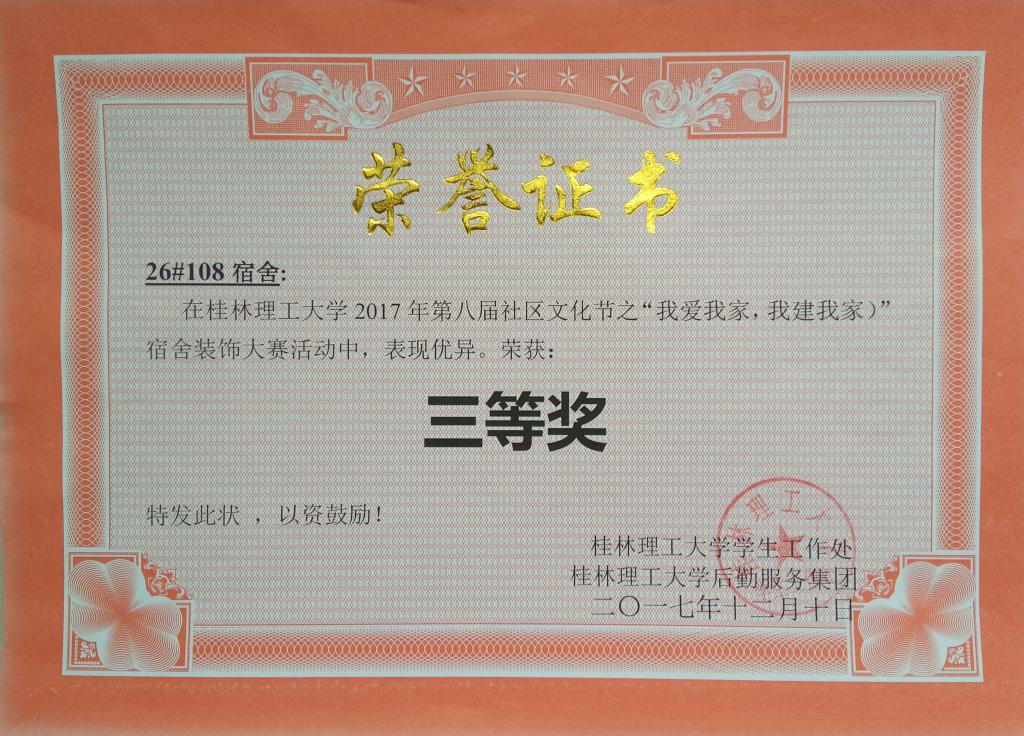 荣誉证书
26#108 宿舍:
在桂林理工大学 2017 年第八届社区文化节之“我爱我家，我建我家）”
宿舍装饰大赛活动中，表现优异。荣获：
三等奖
特发此状 ，以资鼓励！
桂林理工大学学生工作处
桂林理工大学后勤服务集团
二〇一七年十二月十日
林理工大